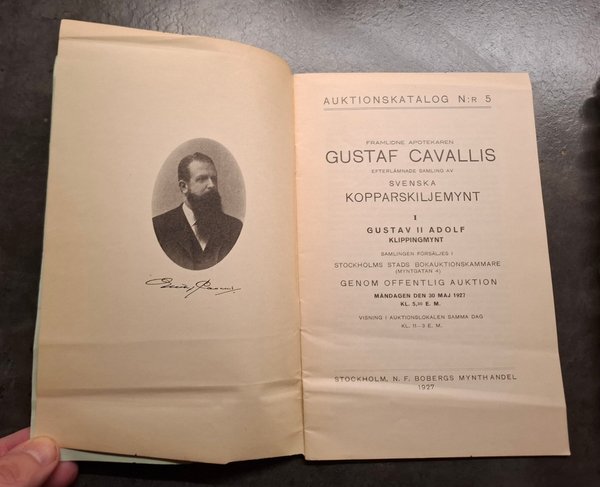 AUKTIONSKATALOG N:R 5
FRAMLIDNE APOTEKAREN
GUSTAF CAVALLIS
EFTERLÄMNADE SAMLING AV
SVENSKA
KOPPARSKILJEMYNT
I
GUSTAV II ADOLF
KLIPPINGMYNT
SAMLINGEN FÖRSÄLJES I
STOCKHOLMS STADS BOKAUKTIONSKAMMARE
(MYNTGATAN 4)
GENOM OFFENTLIG AUKTION
MÅNDAGEN DEN 30 MAJ 1927
KL. 5,30 E. M.
VISNING I AUKTIONSLOKALEN SAMMA DAG
KL. 11–3 E. M.
STOCKHOLM, N. F. BOBERGS MYNTHANDEL
1927